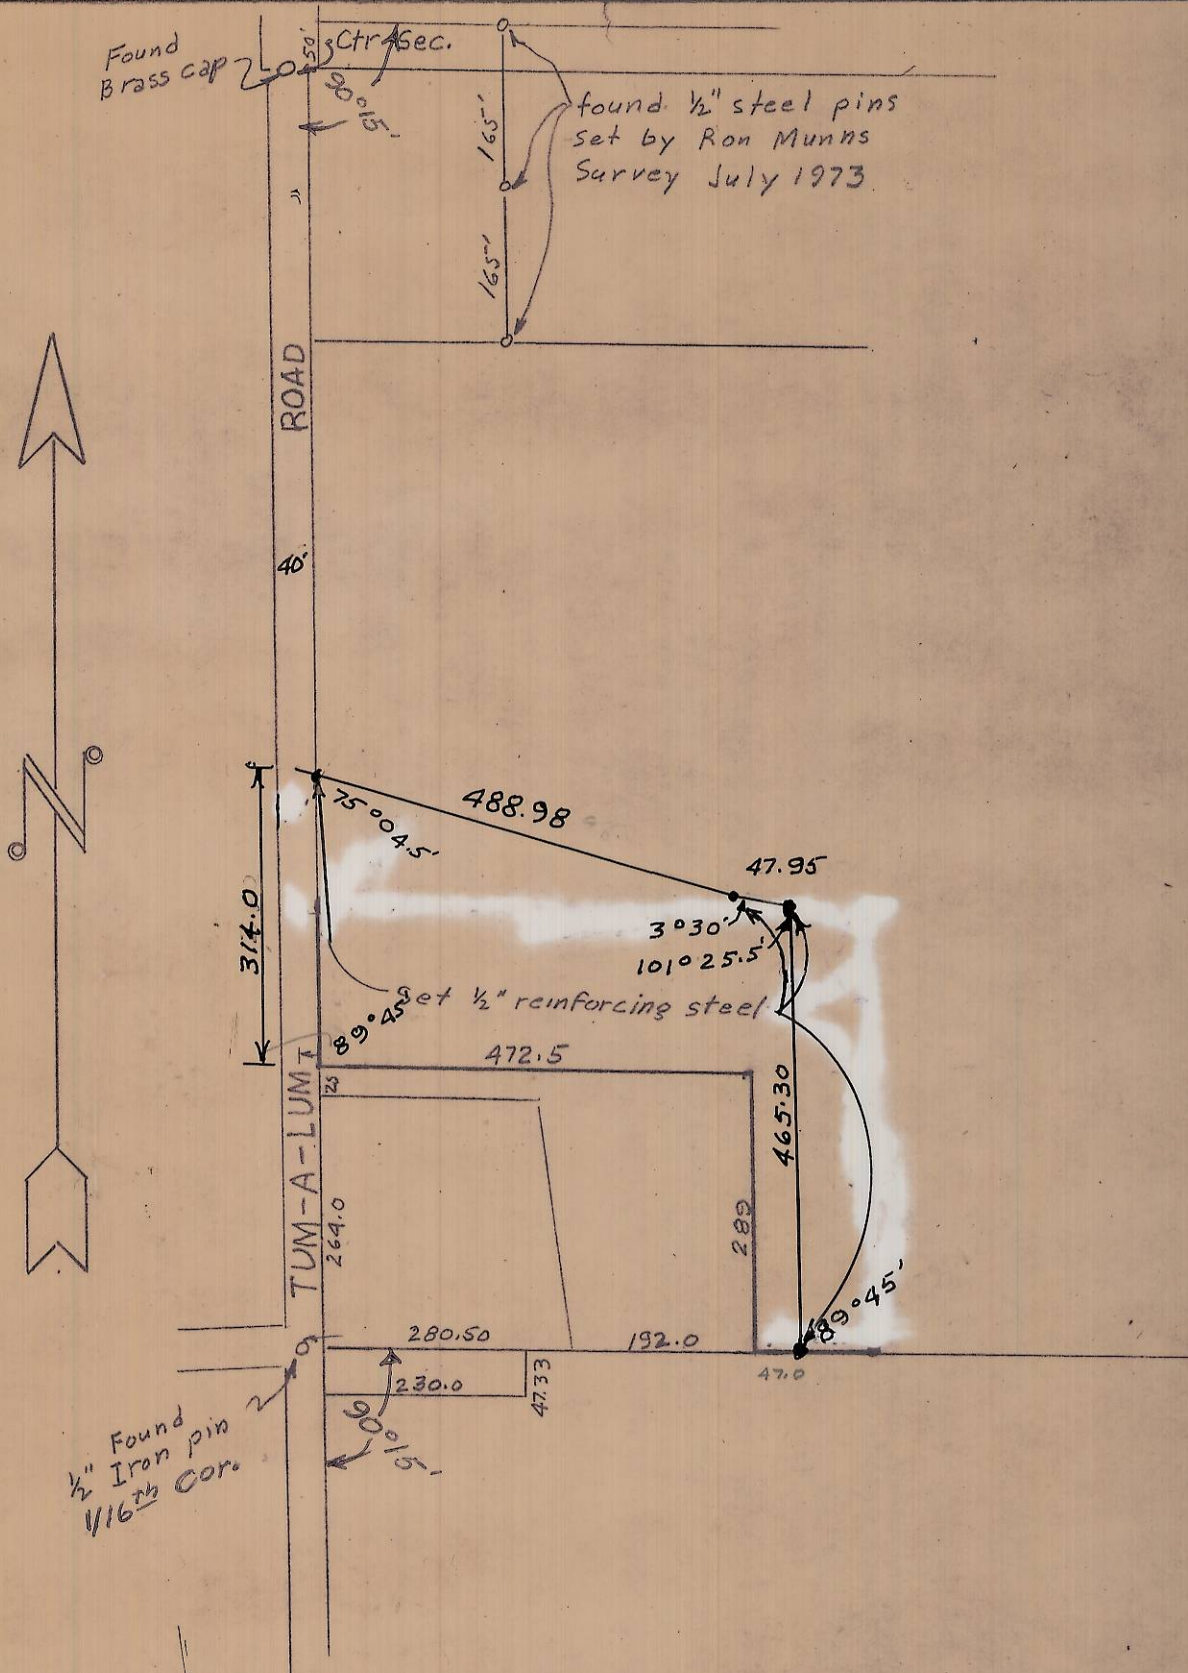 Found
Brass cap
50'
Ctr Sec.
90°15'
165'
165'
found ½" steel pins
set by Ron Munns
Survey July 1973
ROAD
40'
N
488.98
75°04.5'
47.95
3°30'
101°25.5'
314.0
Set ½" reinforcing steel
89°45'
472.5
25
465.30
TUM-A-LUM
264.0
289
89°45'
280.50
192.0
47.0
230.0
47.33
90°15'
Found
½" Iron pin
1/16th Cor.